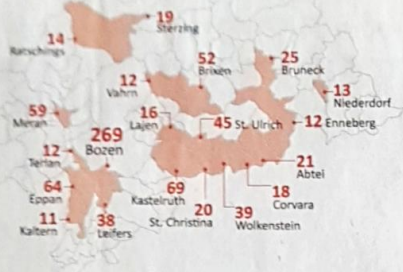 19
Sterzing
14
Ratschings
52
Brixen
25
Bruneck
12
Vahrn
13
Niederdorf
59
Meran
16
Lajen
45 St. Ulrich
12 Enneberg
269
Bozen
12
Terlan
21
Abtei
64
Eppan
69
Kastelruth
18
Corvara
20
St. Christina
39
Wolkenstein
11
Kaltern
38
Leifers